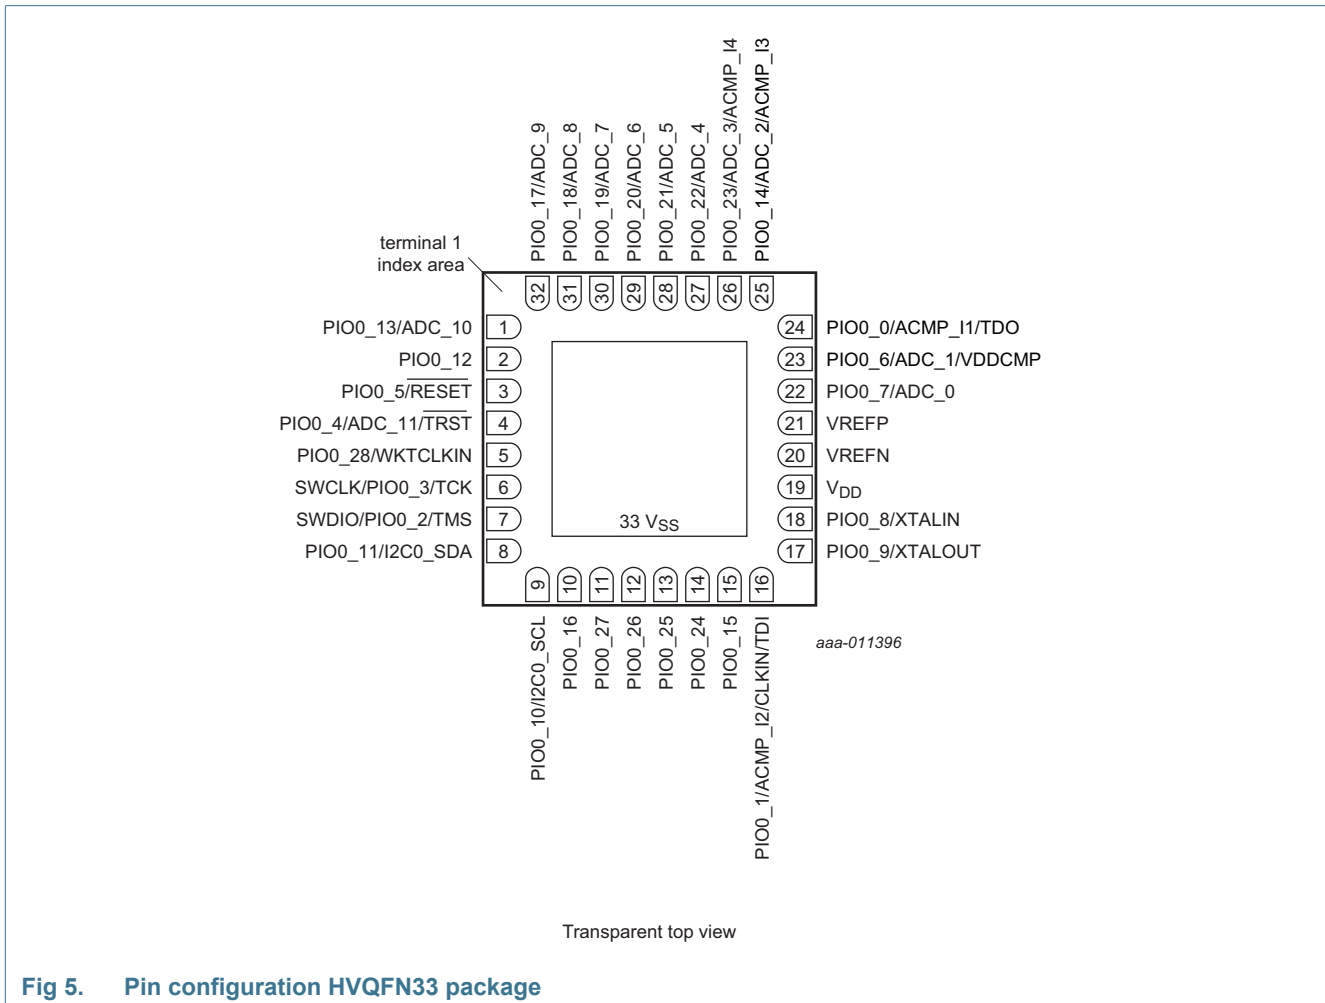 PIO0_17/ADC_9
PIO0_18/ADC_8
PIO0_19/ADC_7
PIO0_20/ADC_6
PIO0_21/ADC_5
PIO0_22/ADC_4
PIO0_23/ADC_3/ACMP_I4
PIO0_14/ADC_2/ACMP_I3
terminal 1
index area
32 31 30 29 28 27 26 25
PIO0_13/ADC_10 1
PIO0_12 2
PIO0_5/RESET 3
PIO0_4/ADC_11/TRST 4
PIO0_28/WKTCLKIN 5
SWCLK/PIO0_3/TCK 6
SWDIO/PIO0_2/TMS 7
PIO0_11/I2C0_SDA 8
24 PIO0_0/ACMP_I1/TDO
23 PIO0_6/ADC_1/VDDCMP
22 PIO0_7/ADC_0
21 VREFP
20 VREFN
19 VDD
18 PIO0_8/XTALIN
17 PIO0_9/XTALOUT
33 VSS
9 10 11 12 13 14 15 16
PIO0_10/I2C0_SCL
PIO0_16
PIO0_27
PIO0_26
PIO0_25
PIO0_24
PIO0_15
PIO0_1/ACMP_I2/CLKIN/TDI
aaa-011396
Transparent top view
Fig 5. Pin configuration HVQFN33 package